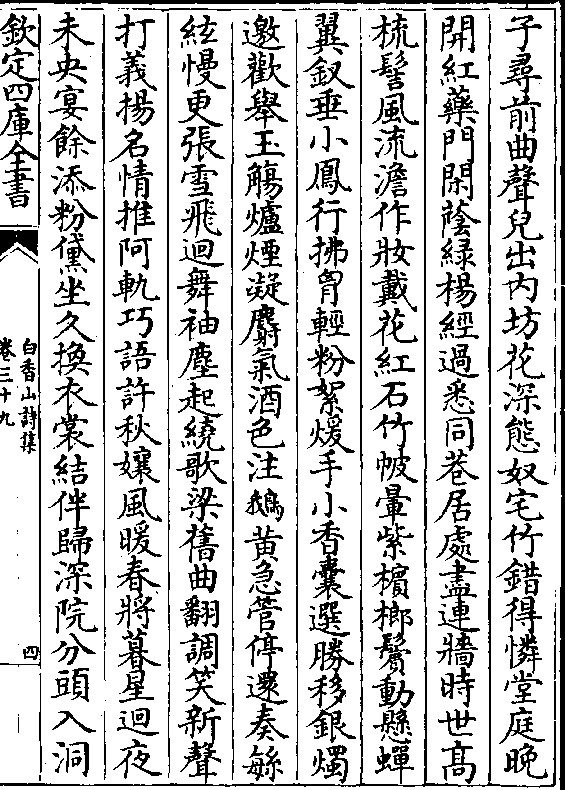 子尋前曲聲兒出内坊花深態奴宅竹錯得憐堂庭晚
開紅藥門閑䕃緑楊經過悉同巷居處盡連牆時世髙
梳髻風流澹作妝戴花紅石竹帔暈紫檳榔鬢動懸蟬
翼釵垂小鳳行拂胷輕粉絮煖手小香囊選勝移銀燭
邀歡舉玉觴爐煙凝麝氣酒色注鵝黄急管停還奏繁
絃慢更張雪飛迴舞袖塵起繞歌梁舊曲翻調笑新聲
打義揚名情推阿軌巧語許秋孃風暖春將暮星迴夜
未央宴餘添粉黛坐久換衣裳結伴歸深院分頭入洞
欽定四庫全書
白香山詩集
卷三十九
四